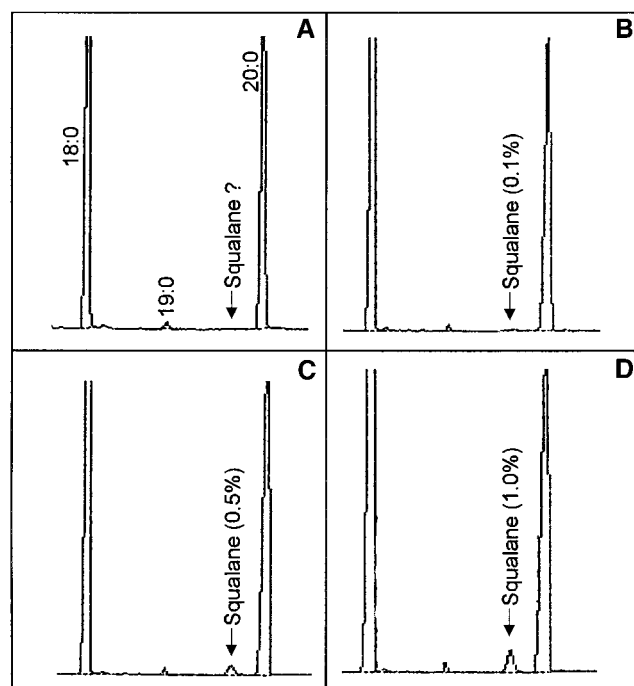 A
18:0
19:0
Squalane ?
20:0
B
Squalane (0.1%)
C
Squalane (0.5%)
D
Squalane (1.0%)